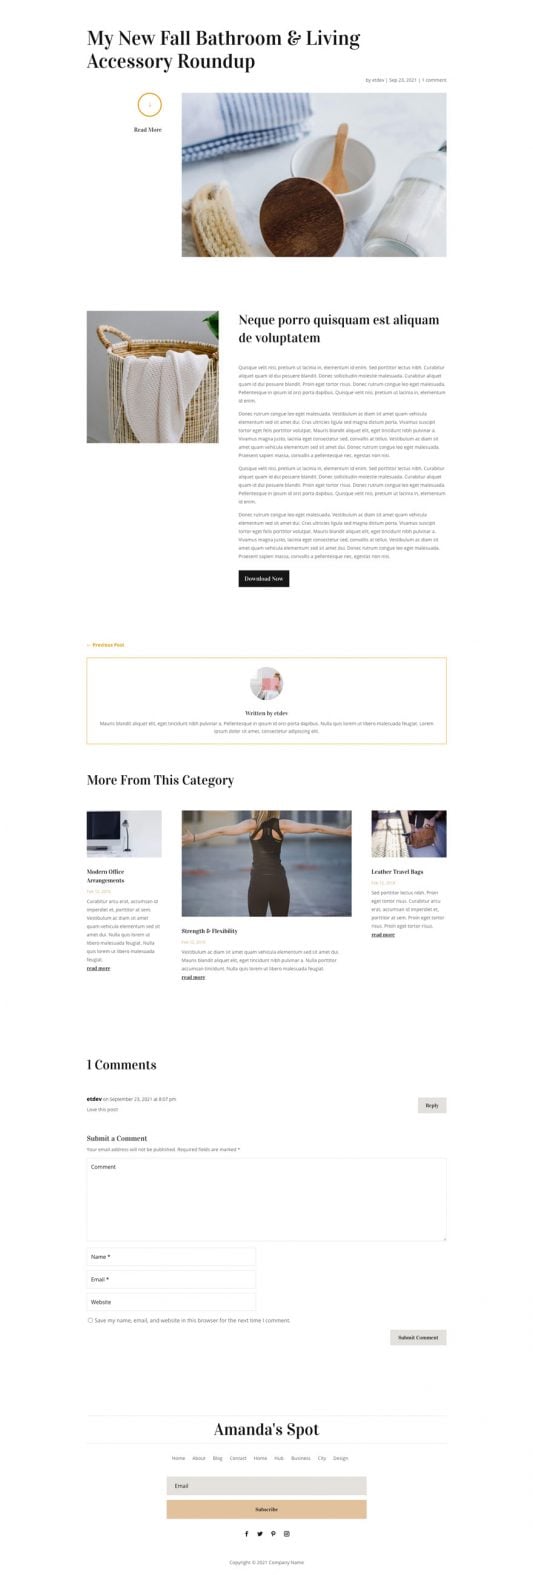 My New Fall Bathroom & Living
Accessory Roundup
by etdev | Sep 23, 2021 | 1 comment
↓
Read More
Neque porro quisquam est aliquam
de voluptatem
Quisque velit nisi, pretium ut lacinia in, elementum id enim. Sed porttitor lectus nibh. Curabitur
aliquet quam id dui posuere blandit. Donec sollicitudin molestie malesuada. Curabitur aliquet
quam id dui posuere blandit. Proin eget tortor risus. Donec rutrum congue leo eget malesuada.
Pellentesque in ipsum id orci porta dapibus. Quisque velit nisi, pretium ut lacinia in, elementum
id enim.
Donec rutrum congue leo eget malesuada. Vestibulum ac diam sit amet quam vehicula
elementum sed sit amet dui. Cras ultricies ligula sed magna dictum porta. Vivamus suscipit
tortor eget felis porttitor volutpat. Mauris blandit aliquet elit, eget tincidunt nibh pulvinar a.
Vivamus magna justo, lacinia eget consectetur sed, convallis at tellus. Vestibulum ac diam sit
amet quam vehicula elementum sed sit amet dui. Donec rutrum congue leo eget malesuada.
Praesent sapien massa, convallis a pellentesque nec, egestas non nisi.
Quisque velit nisi, pretium ut lacinia in, elementum id enim. Sed porttitor lectus nibh. Curabitur
aliquet quam id dui posuere blandit. Donec sollicitudin molestie malesuada. Curabitur aliquet
quam id dui posuere blandit. Proin eget tortor risus. Donec rutrum congue leo eget malesuada.
Pellentesque in ipsum id orci porta dapibus. Quisque velit nisi, pretium ut lacinia in, elementum
id enim.
Donec rutrum congue leo eget malesuada. Vestibulum ac diam sit amet quam vehicula
elementum sed sit amet dui. Cras ultricies ligula sed magna dictum porta. Vivamus suscipit
tortor eget felis porttitor volutpat. Mauris blandit aliquet elit, eget tincidunt nibh pulvinar a.
Vivamus magna justo, lacinia eget consectetur sed, convallis at tellus. Vestibulum ac diam sit
amet quam vehicula elementum sed sit amet dui. Donec rutrum congue leo eget malesuada.
Praesent sapien massa, convallis a pellentesque nec, egestas non nisi.
Download Now
← Previous Post
Written by etdev
Mauris blandit aliquet elit, eget tincidunt nibh pulvinar a. Pellentesque in ipsum id orci porta dapibus. Nulla quis lorem ut libero malesuada feugiat. Lorem
ipsum dolor sit amet, consectetur adipiscing elit.
More From This Category
Modern Office
Arrangements
Feb 12, 2018
Curabitur arcu erat, accumsan id
imperdiet et, porttitor at sem.
Vestibulum ac diam sit amet
quam vehicula elementum sed sit
amet dui. Nulla quis lorem ut
libero malesuada feugiat.
read more
Strength & Flexibility
Feb 12, 2018
Vestibulum ac diam sit amet quam vehicula elementum sed sit amet dui.
Mauris blandit aliquet elit, eget tincidunt nibh pulvinar a. Nulla porttitor
accumsan tincidunt. Nulla quis lorem ut libero malesuada feugiat.
read more
Leather Travel Bags
Feb 12, 2018
Sed porttitor lectus nibh. Proin
eget tortor risus. Curabitur arcu
erat, accumsan id imperdiet et,
porttitor at sem. Proin eget tortor
risus. Proin eget tortor risus.
read more
1 Comments
etdev on September 23, 2021 at 8:07 pm
Love this post!
Reply
Submit a Comment
Your email address will not be published. Required fields are marked *
Comment
Name *
Email *
Website
Save my name, email, and website in this browser for the next time I comment.
Submit Comment
Amanda's Spot
Home About Blog Contact Home Hub Business City Design
Email
Subscribe
Copyright © 2021 Company Name